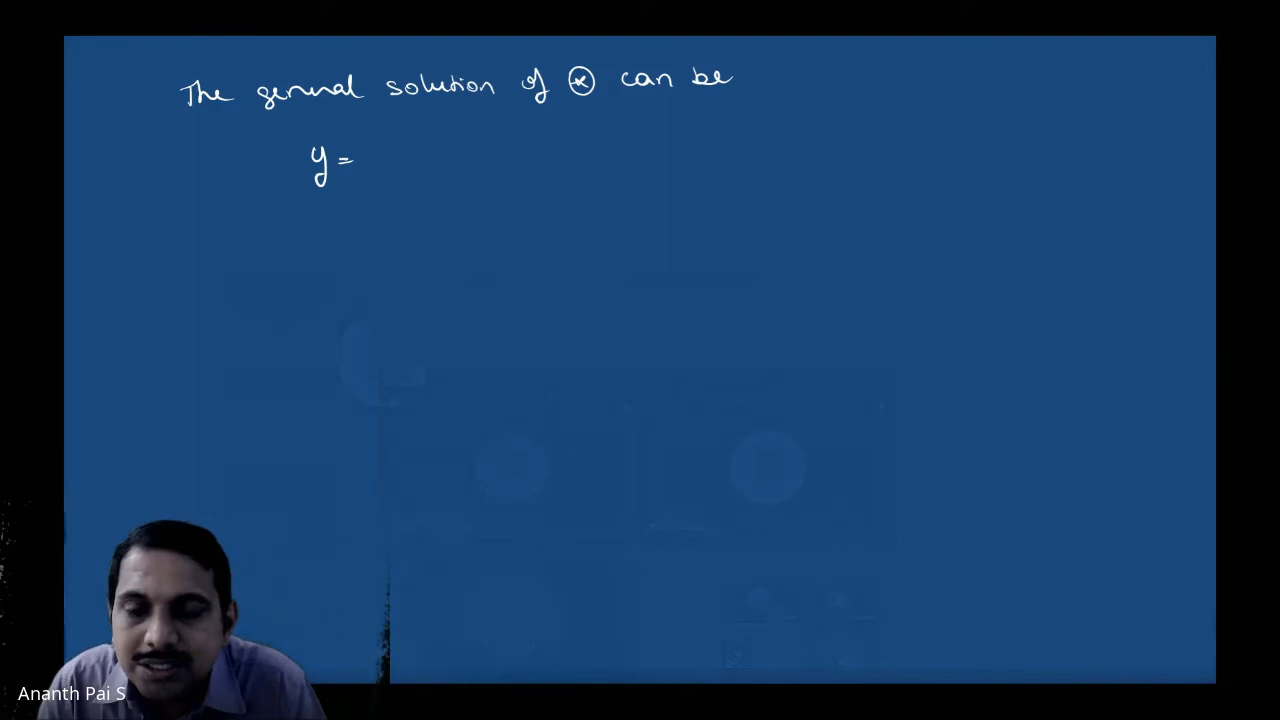 The general solution of ⊛ can be
y =
Ananth Pai S